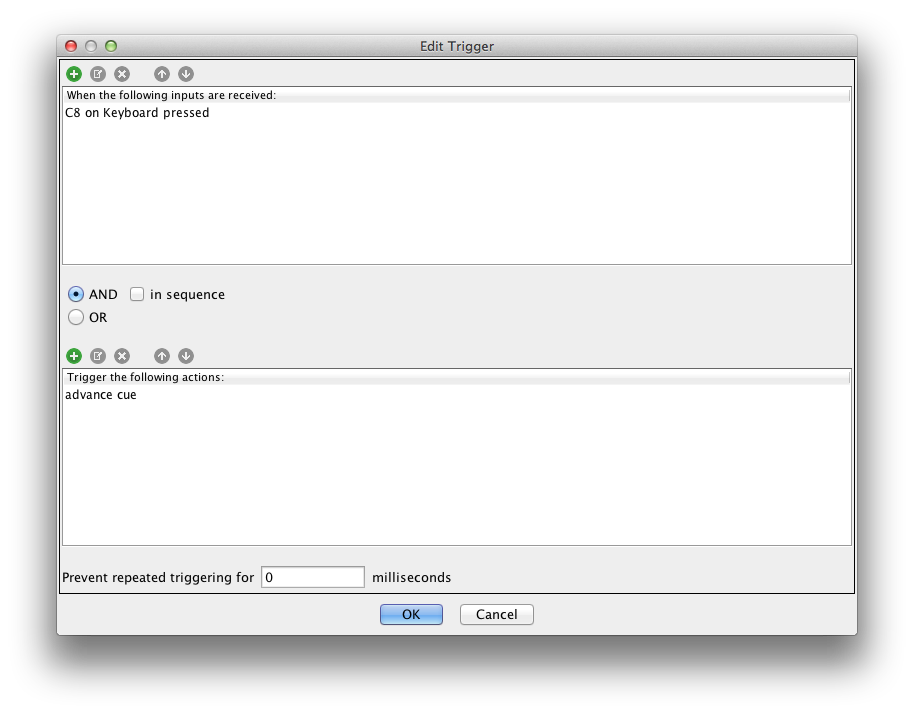 Edit Trigger
When the following inputs are received:
C8 on Keyboard pressed
AND in sequence
OR
Trigger the following actions:
advance cue
Prevent repeated triggering for 0 milliseconds
OK Cancel